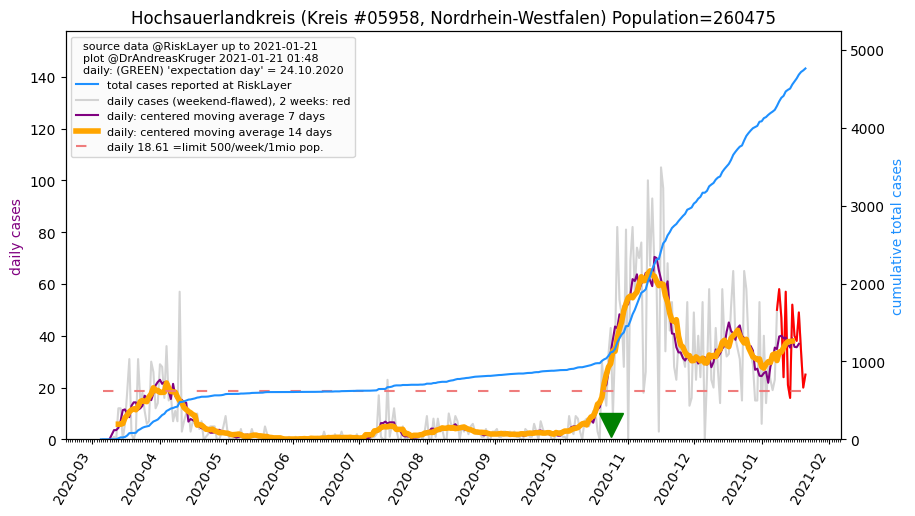 Hochsauerlandkreis (Kreis #05958, Nordrhein-Westfalen) Population=260475
source data @RiskLayer up to 2021-01-21
plot @DrAndreasKruger 2021-01-21 01:48
daily: (GREEN) 'expectation day' = 24.10.2020
total cases reported at RiskLayer
daily cases (weekend-flawed), 2 weeks: red
daily: centered moving average 7 days
daily: centered moving average 14 days
daily 18.61 =limit 500/week/1mio pop.
daily cases
140
120
100
80
60
40
20
0
5000
4000
3000
2000
1000
0
cumulative total cases
2020-03
2020-04
2020-05
2020-06
2020-07
2020-08
2020-09
2020-10
2020-11
2020-12
2021-01
2021-02